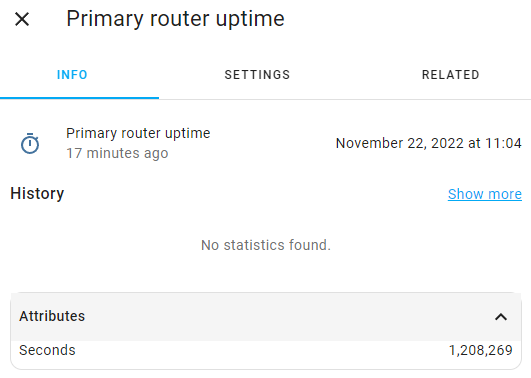 Primary router uptime
INFO
SETTINGS
RELATED
Primary router uptime
17 minutes ago
November 22, 2022 at 11:04
History
Show more
No statistics found.
Attributes
Seconds
1,208,269